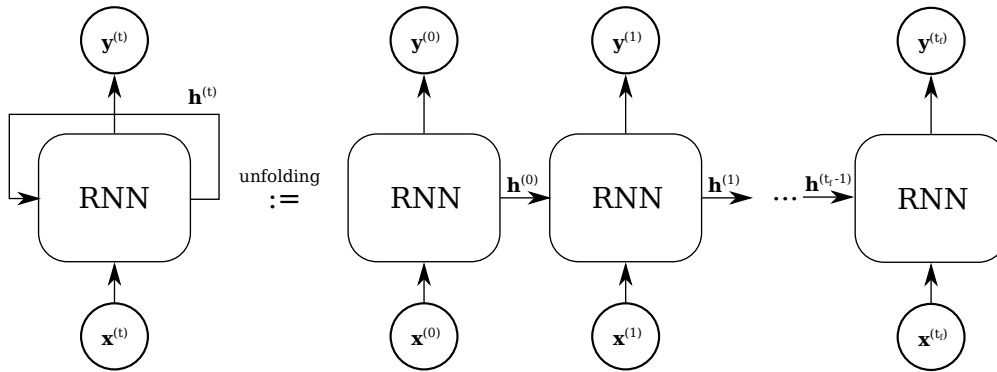 y(t) y(0) y(1) y(tf)
h(t)
unfolding
RNN := RNN h(0) RNN h(1) ... h(tf-1) RNN
x(t) x(0) x(1) x(tf)